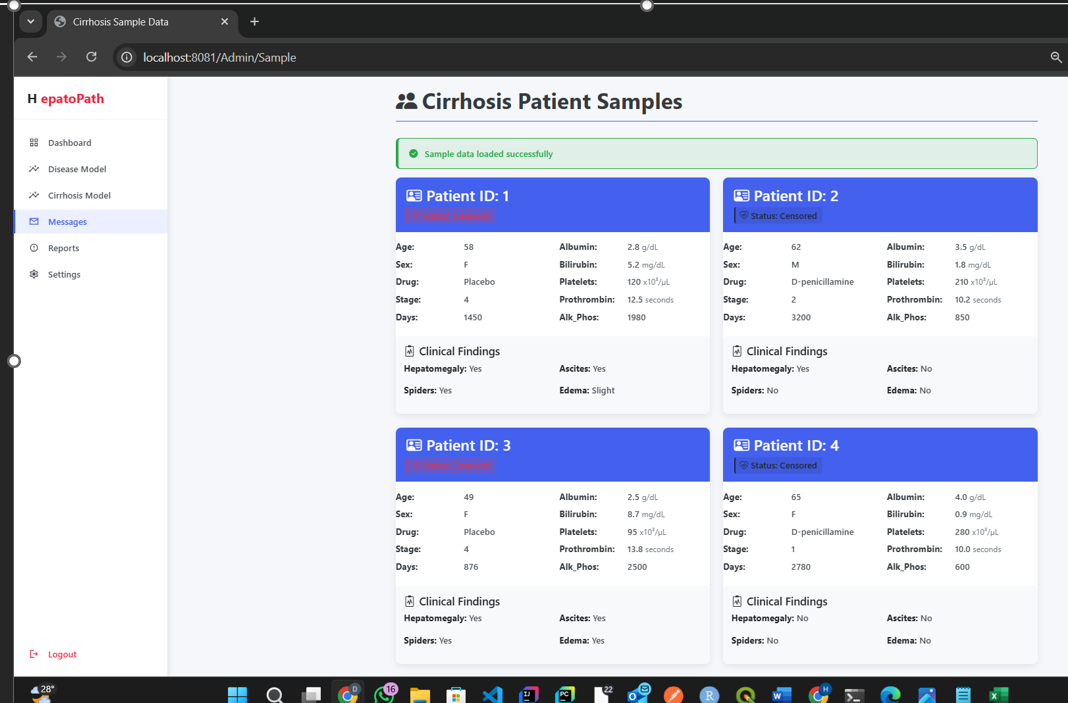 Cirrhosis Sample Data
localhost:8081/Admin/Sample
H epatoPath
Dashboard
Disease Model
Cirrhosis Model
Messages
Reports
Settings
Logout
Cirrhosis Patient Samples
Sample data loaded successfully
Patient ID: 1
Age: 58 Albumin: 2.8 g/dL
Sex: F Bilirubin: 5.2 mg/dL
Drug: Placebo Platelets: 120 x10³/μL
Stage: 4 Prothrombin: 12.5 seconds
Days: 1450 Alk_Phos: 1980
Clinical Findings
Hepatomegaly: Yes Ascites: Yes
Spiders: Yes Edema: Slight
Patient ID: 2
Status: Censored
Age: 62 Albumin: 3.5 g/dL
Sex: M Bilirubin: 1.8 mg/dL
Drug: D-penicillamine Platelets: 210 x10³/μL
Stage: 2 Prothrombin: 10.2 seconds
Days: 3200 Alk_Phos: 850
Clinical Findings
Hepatomegaly: Yes Ascites: No
Spiders: No Edema: No
Patient ID: 3
Age: 49 Albumin: 2.5 g/dL
Sex: F Bilirubin: 8.7 mg/dL
Drug: Placebo Platelets: 95 x10³/μL
Stage: 4 Prothrombin: 13.8 seconds
Days: 876 Alk_Phos: 2500
Clinical Findings
Hepatomegaly: Yes Ascites: Yes
Spiders: Yes Edema: Yes
Patient ID: 4
Status: Censored
Age: 65 Albumin: 4.0 g/dL
Sex: F Bilirubin: 0.9 mg/dL
Drug: D-penicillamine Platelets: 280 x10³/μL
Stage: 1 Prothrombin: 10.0 seconds
Days: 2780 Alk_Phos: 600
Clinical Findings
Hepatomegaly: No Ascites: No
Spiders: No Edema: No
28° D 16 IJ PC 22 R W H X